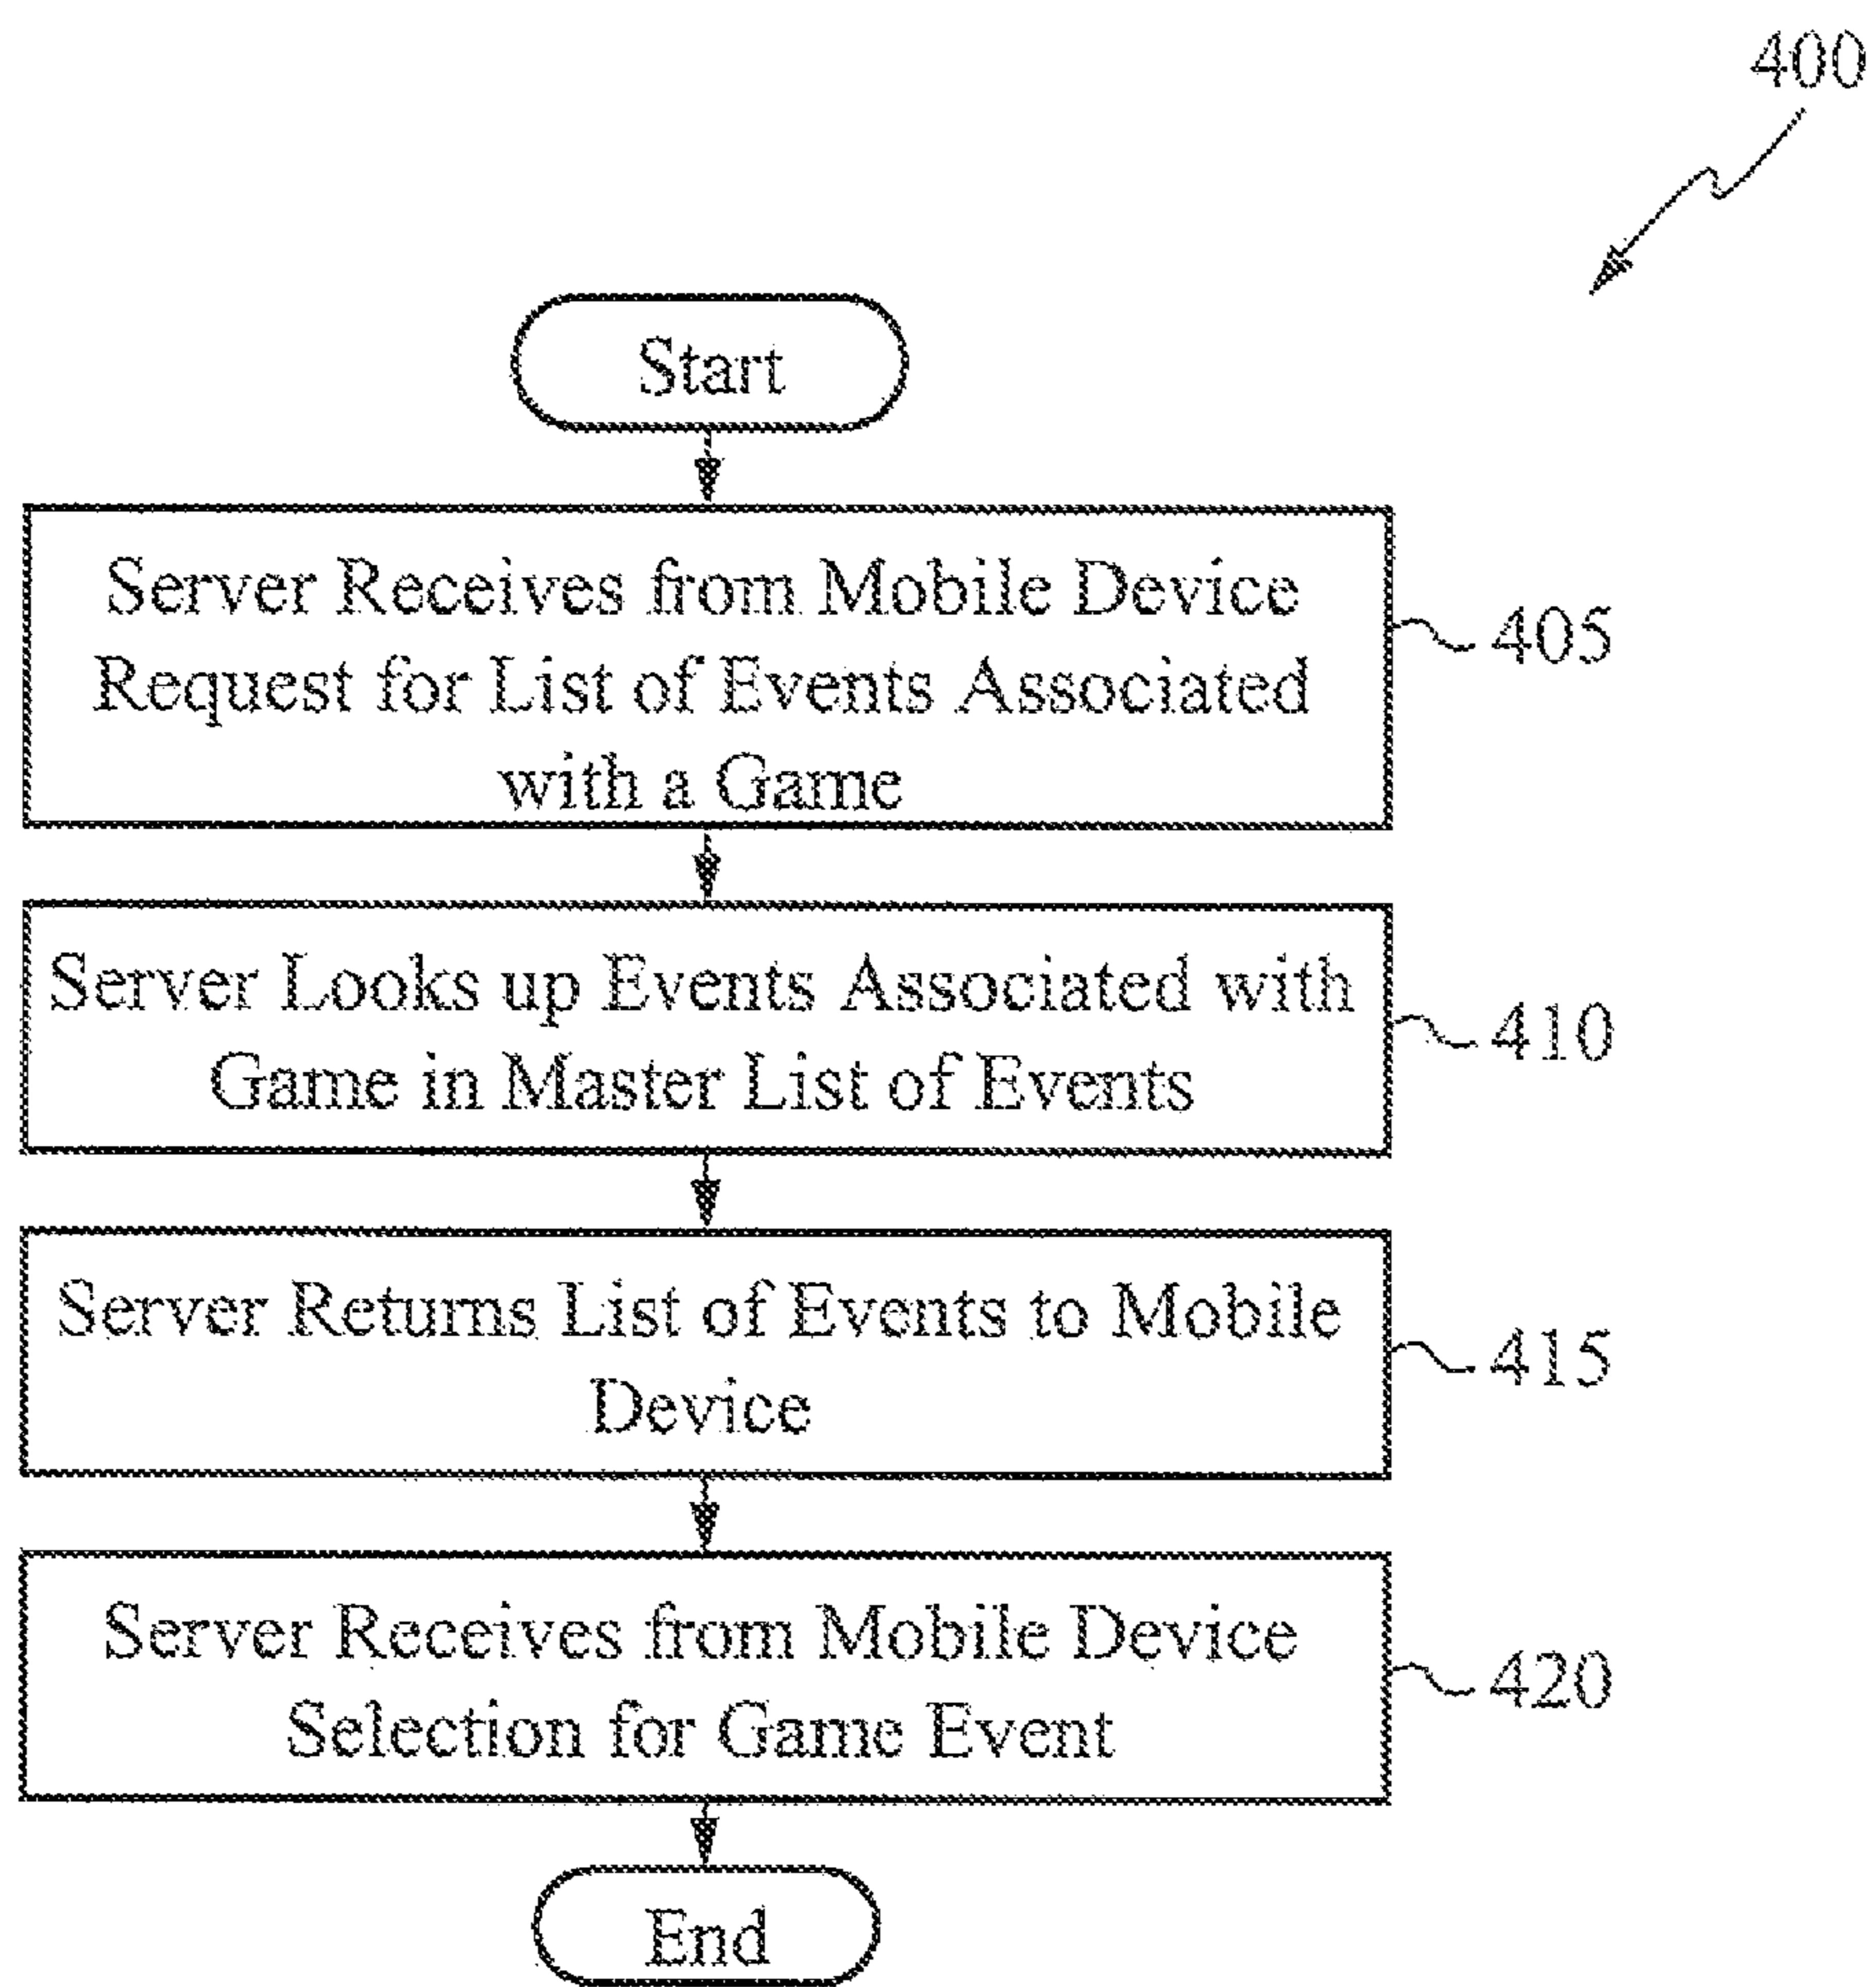 400
Start
Server Receives from Mobile Device
Request for List of Events Associated
with a Game
405
Server Looks up Events Associated with
Game in Master List of Events
410
Server Returns List of Events to Mobile
Device
415
Server Receives from Mobile Device
Selection for Game Event
420
End